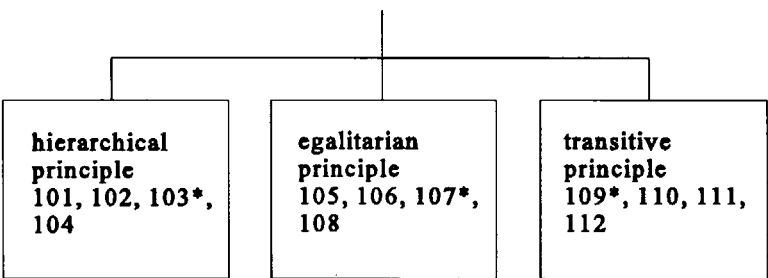 hierarchical
principle
101, 102, 103*,
104
egalitarian
principle
105, 106, 107*,
108
transitive
principle
109*, 110, 111,
112